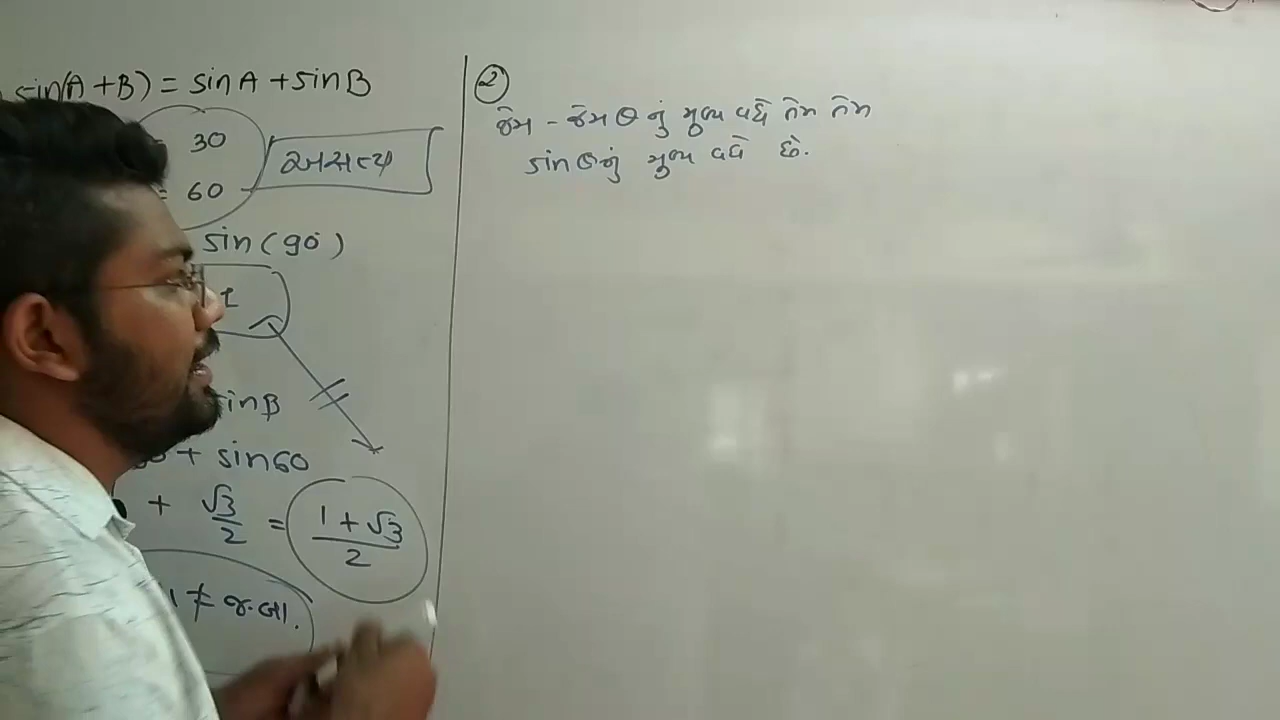 sin(A+B) = sinA + sinB
30
60
અસત્ય
sin(90°)
1
sinB
+ sin60
+ √3/2 = (1+√3)/2
≠ જ.બા.
②
જેમ - જેમ θ નું મુલ્ય વધે તેમ તેમ
sinθનું મુલ્ય વધે છે.